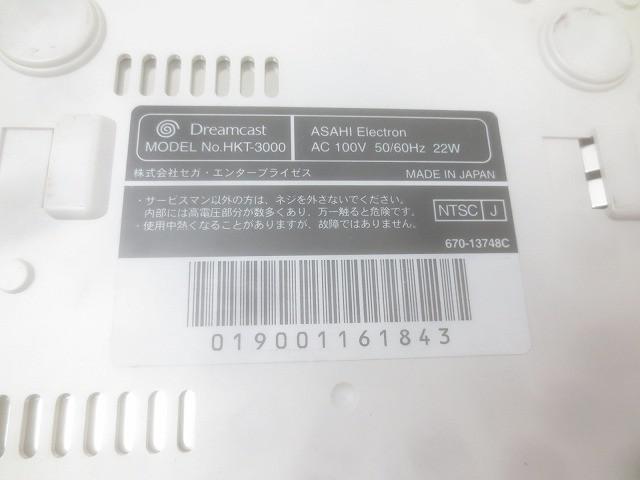 Dreamcast
MODEL No.HKT-3000
ASAHI Electron
AC 100V 50/60Hz 22W
株式会社セガ・エンタープライゼス
MADE IN JAPAN
・サービスマン以外の方は、ネジを外さないでください。
内部には高電圧部分が数多くあり、万一触ると危険です。
・使用中熱くなることがありますが、故障ではありません。
NTSC J
670-13748C
019001161843